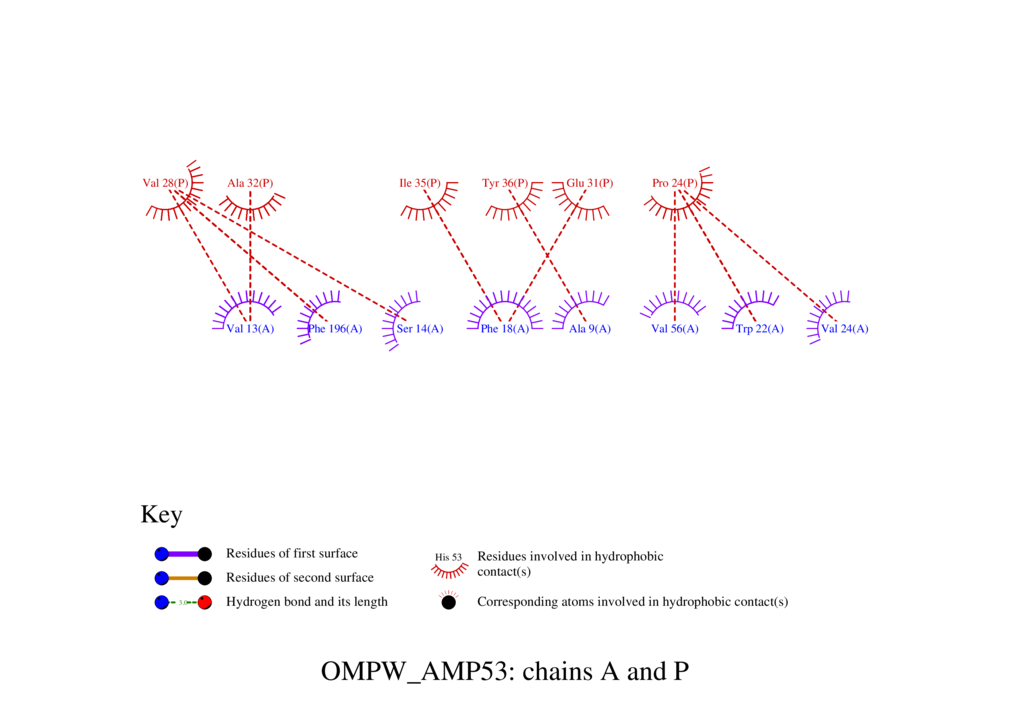 Val 28(P) Ala 32(P) Ile 35(P) Tyr 36(P) Glu 31(P) Pro 24(P)
Val 13(A) Phe 196(A) Ser 14(A) Phe 18(A) Ala 9(A) Val 56(A) Trp 22(A) Val 24(A)
Key
Residues of first surface
Residues of second surface
3.0 Hydrogen bond and its length
His 53 Residues involved in hydrophobic
contact(s)
Corresponding atoms involved in hydrophobic contact(s)
OMPW_AMP53: chains A and P